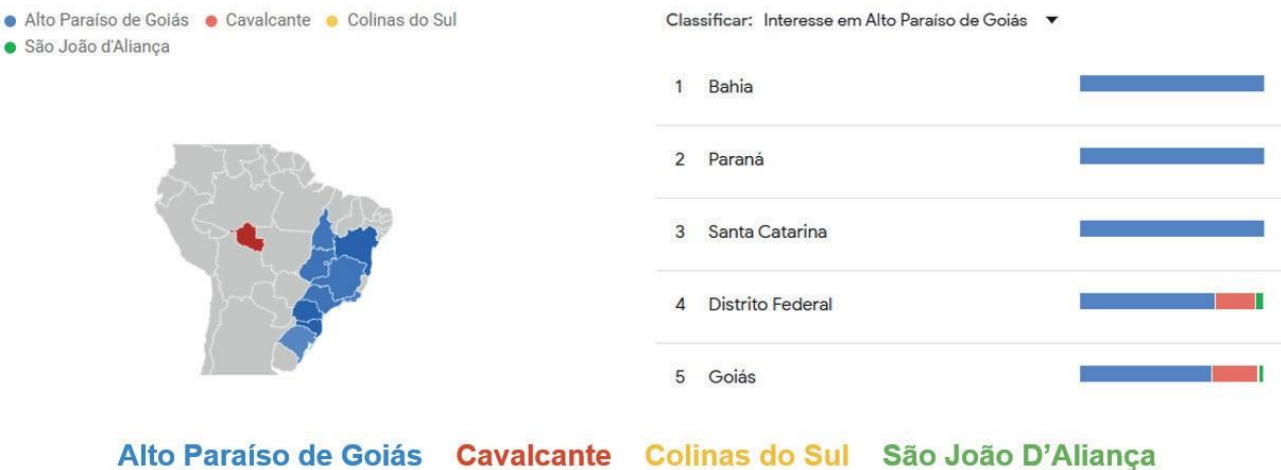 Alto Paraíso de Goiás Cavalcante Colinas do Sul
São João d'Aliança
Classificar: Interesse em Alto Paraíso de Goiás
1 Bahia
2 Paraná
3 Santa Catarina
4 Distrito Federal
5 Goiás
Alto Paraíso de Goiás Cavalcante Colinas do Sul São João D’Aliança